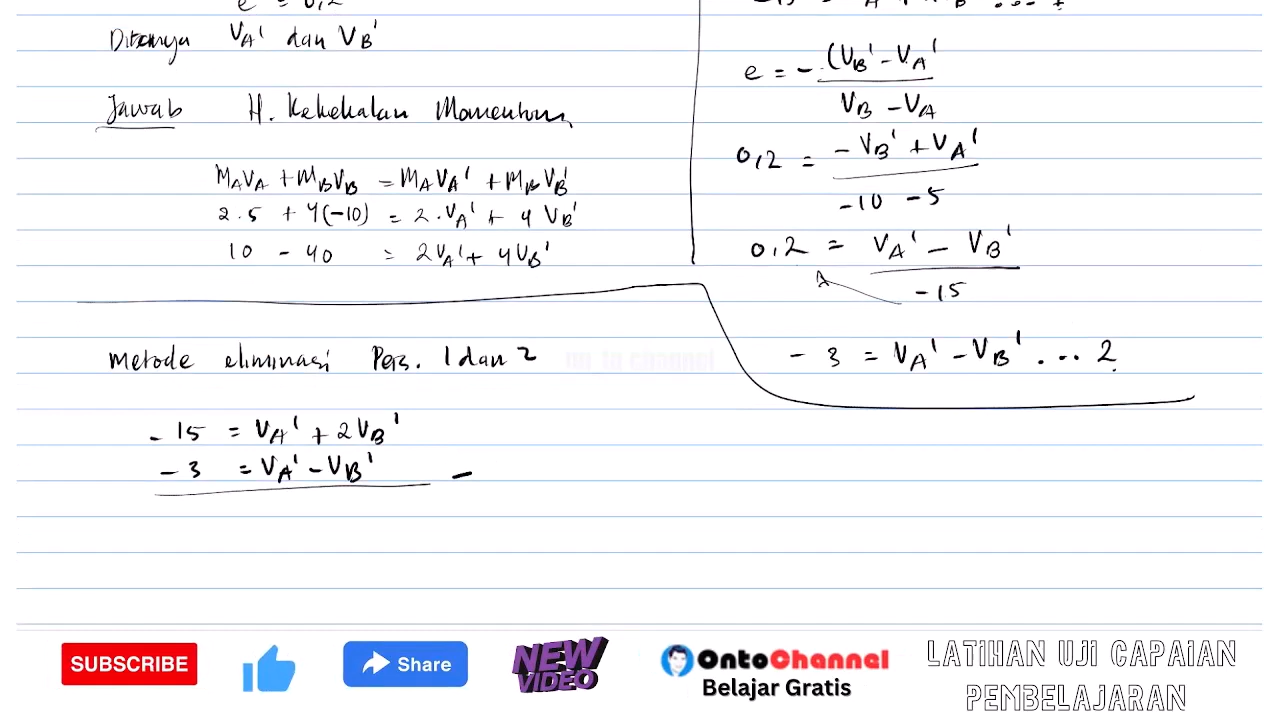 e = 0,2
Ditanya VA' dan VB'
Jawab H. Kekekalan Momentum
MAVA + MBVB = MAVA' + MBVB'
2.5 + 4(-10) = 2.VA' + 4 VB'
10 - 40 = 2VA' + 4VB'
e = - (VB' - VA')
VB - VA
0,2 = - VB' + VA'
-10 - 5
0,2 = VA' - VB'
-15
- 3 = VA' - VB' ... 2
Metode eliminasi Pers. 1 dan 2
- 15 = VA' + 2VB'
- 3 = VA' - VB' -
SUBSCRIBE
Share
NEW VIDEO
OntoChannel
Belajar Gratis
LATIHAN UJI CAPAIAN
PEMBELAJARAN